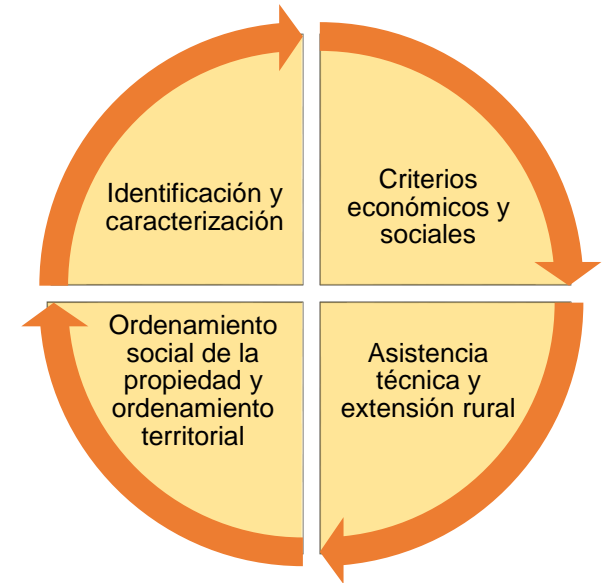 Identificación y
caracterización
Criterios
económicos y
sociales
Ordenamiento
social de la
propiedad y
ordenamiento
territorial
Asistencia
técnica y
extensión rural